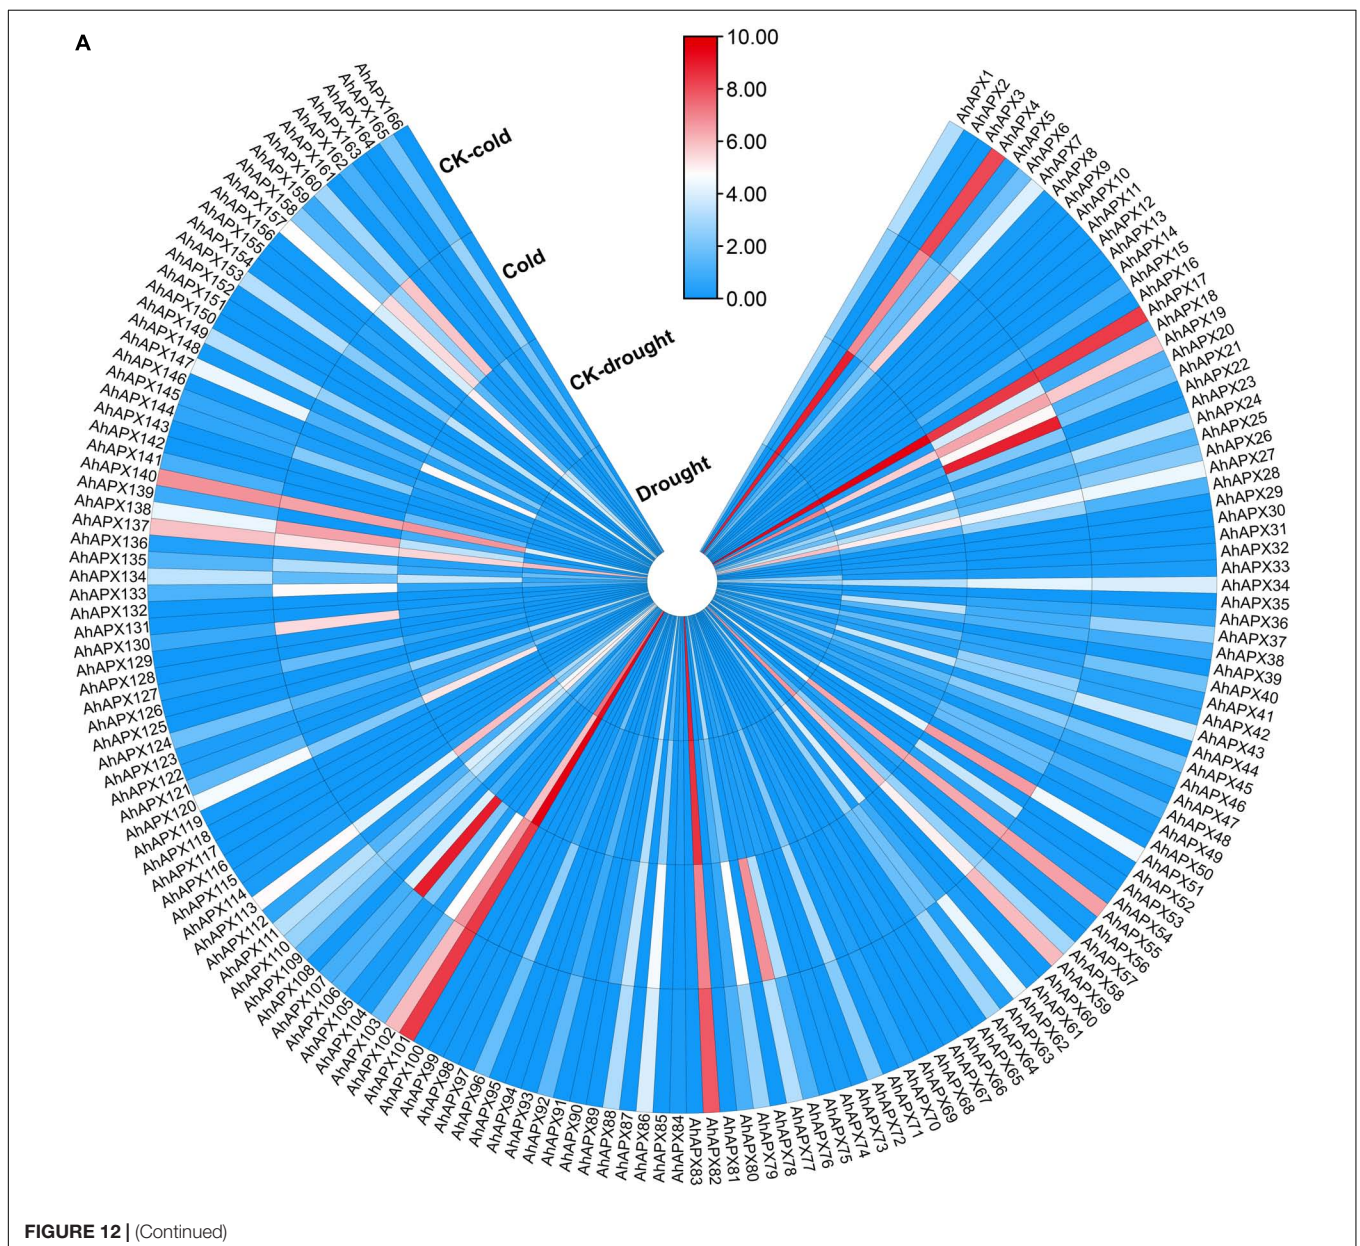 A
10.00
8.00
6.00
4.00
2.00
0.00
CK-cold
Cold
CK-drought
Drought
AhAPX1
AhAPX2
AhAPX3
AhAPX4
AhAPX5
AhAPX6
AhAPX7
AhAPX8
AhAPX9
AhAPX10
AhAPX11
AhAPX12
AhAPX13
AhAPX14
AhAPX15
AhAPX16
AhAPX17
AhAPX18
AhAPX19
AhAPX20
AhAPX21
AhAPX22
AhAPX23
AhAPX24
AhAPX25
AhAPX26
AhAPX27
AhAPX28
AhAPX29
AhAPX30
AhAPX31
AhAPX32
AhAPX33
AhAPX34
AhAPX35
AhAPX36
AhAPX37
AhAPX38
AhAPX39
AhAPX40
AhAPX41
AhAPX42
AhAPX43
AhAPX44
AhAPX45
AhAPX46
AhAPX47
AhAPX48
AhAPX49
AhAPX50
AhAPX51
AhAPX52
AhAPX53
AhAPX54
AhAPX55
AhAPX56
AhAPX57
AhAPX58
AhAPX59
AhAPX60
AhAPX61
AhAPX62
AhAPX63
AhAPX64
AhAPX65
AhAPX66
AhAPX67
AhAPX68
AhAPX69
AhAPX70
AhAPX71
AhAPX72
AhAPX73
AhAPX74
AhAPX75
AhAPX76
AhAPX77
AhAPX78
AhAPX79
AhAPX80
AhAPX81
AhAPX82
AhAPX83
AhAPX84
AhAPX85
AhAPX86
AhAPX87
AhAPX88
AhAPX89
AhAPX90
AhAPX91
AhAPX92
AhAPX93
AhAPX94
AhAPX95
AhAPX96
AhAPX97
AhAPX98
AhAPX99
AhAPX100
AhAPX101
AhAPX102
AhAPX103
AhAPX104
AhAPX105
AhAPX106
AhAPX107
AhAPX108
AhAPX109
AhAPX110
AhAPX111
AhAPX112
AhAPX113
AhAPX114
AhAPX115
AhAPX116
AhAPX117
AhAPX118
AhAPX119
AhAPX120
AhAPX121
AhAPX122
AhAPX123
AhAPX124
AhAPX125
AhAPX126
AhAPX127
AhAPX128
AhAPX129
AhAPX130
AhAPX131
AhAPX132
AhAPX133
AhAPX134
AhAPX135
AhAPX136
AhAPX137
AhAPX138
AhAPX139
AhAPX140
AhAPX141
AhAPX142
AhAPX143
AhAPX144
AhAPX145
AhAPX146
AhAPX147
AhAPX148
AhAPX149
AhAPX150
AhAPX151
AhAPX152
AhAPX153
AhAPX154
AhAPX155
AhAPX156
AhAPX157
AhAPX158
AhAPX159
AhAPX160
AhAPX161
AhAPX162
AhAPX163
AhAPX164
AhAPX165
AhAPX166
FIGURE 12 | (Continued)